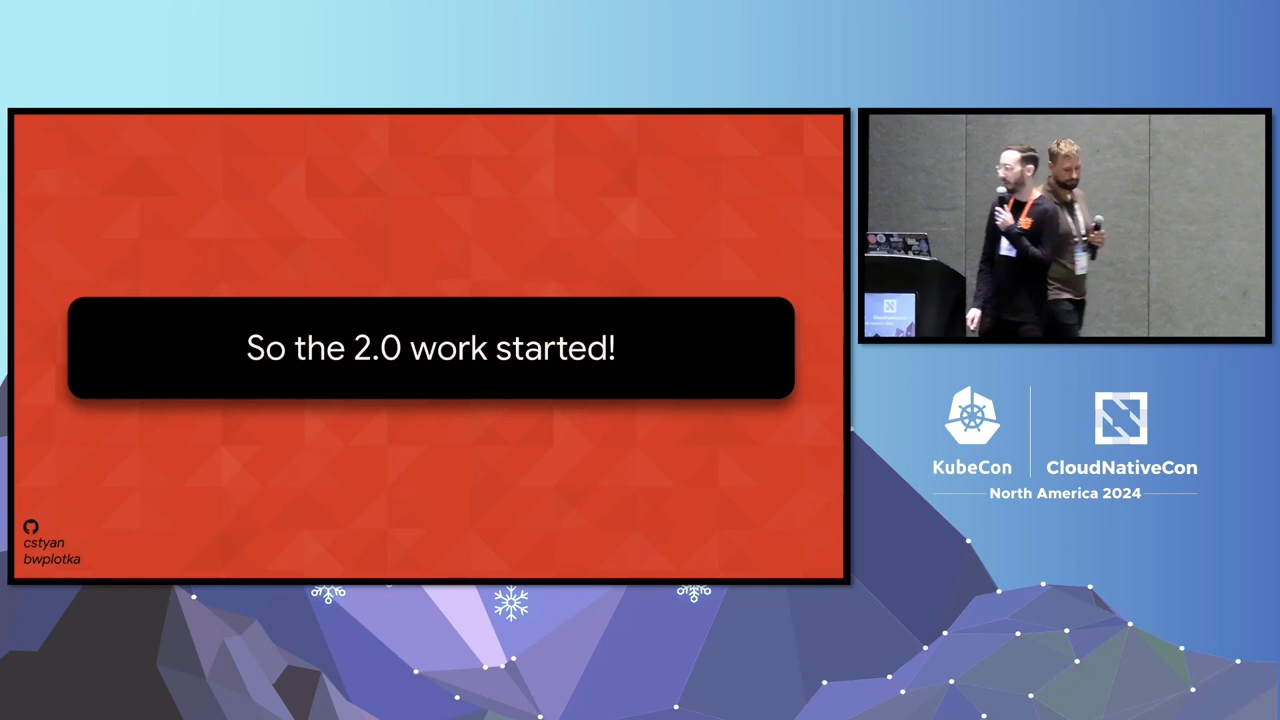 So the 2.0 work started!
cstyan
bwplotka
KubeCon
CloudNativeCon
North America 2024